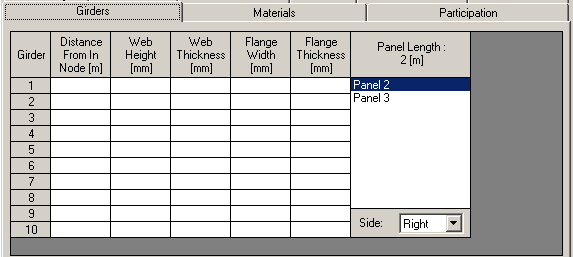 Girders Materials Participation
Girder Distance From In Node [m] Web Height [mm] Web Thickness [mm] Flange Width [mm] Flange Thickness [mm] Panel Length : 2 [m]
1 Panel 2
2 Panel 3
3
4
5
6
7
8
9 Side: Right
10